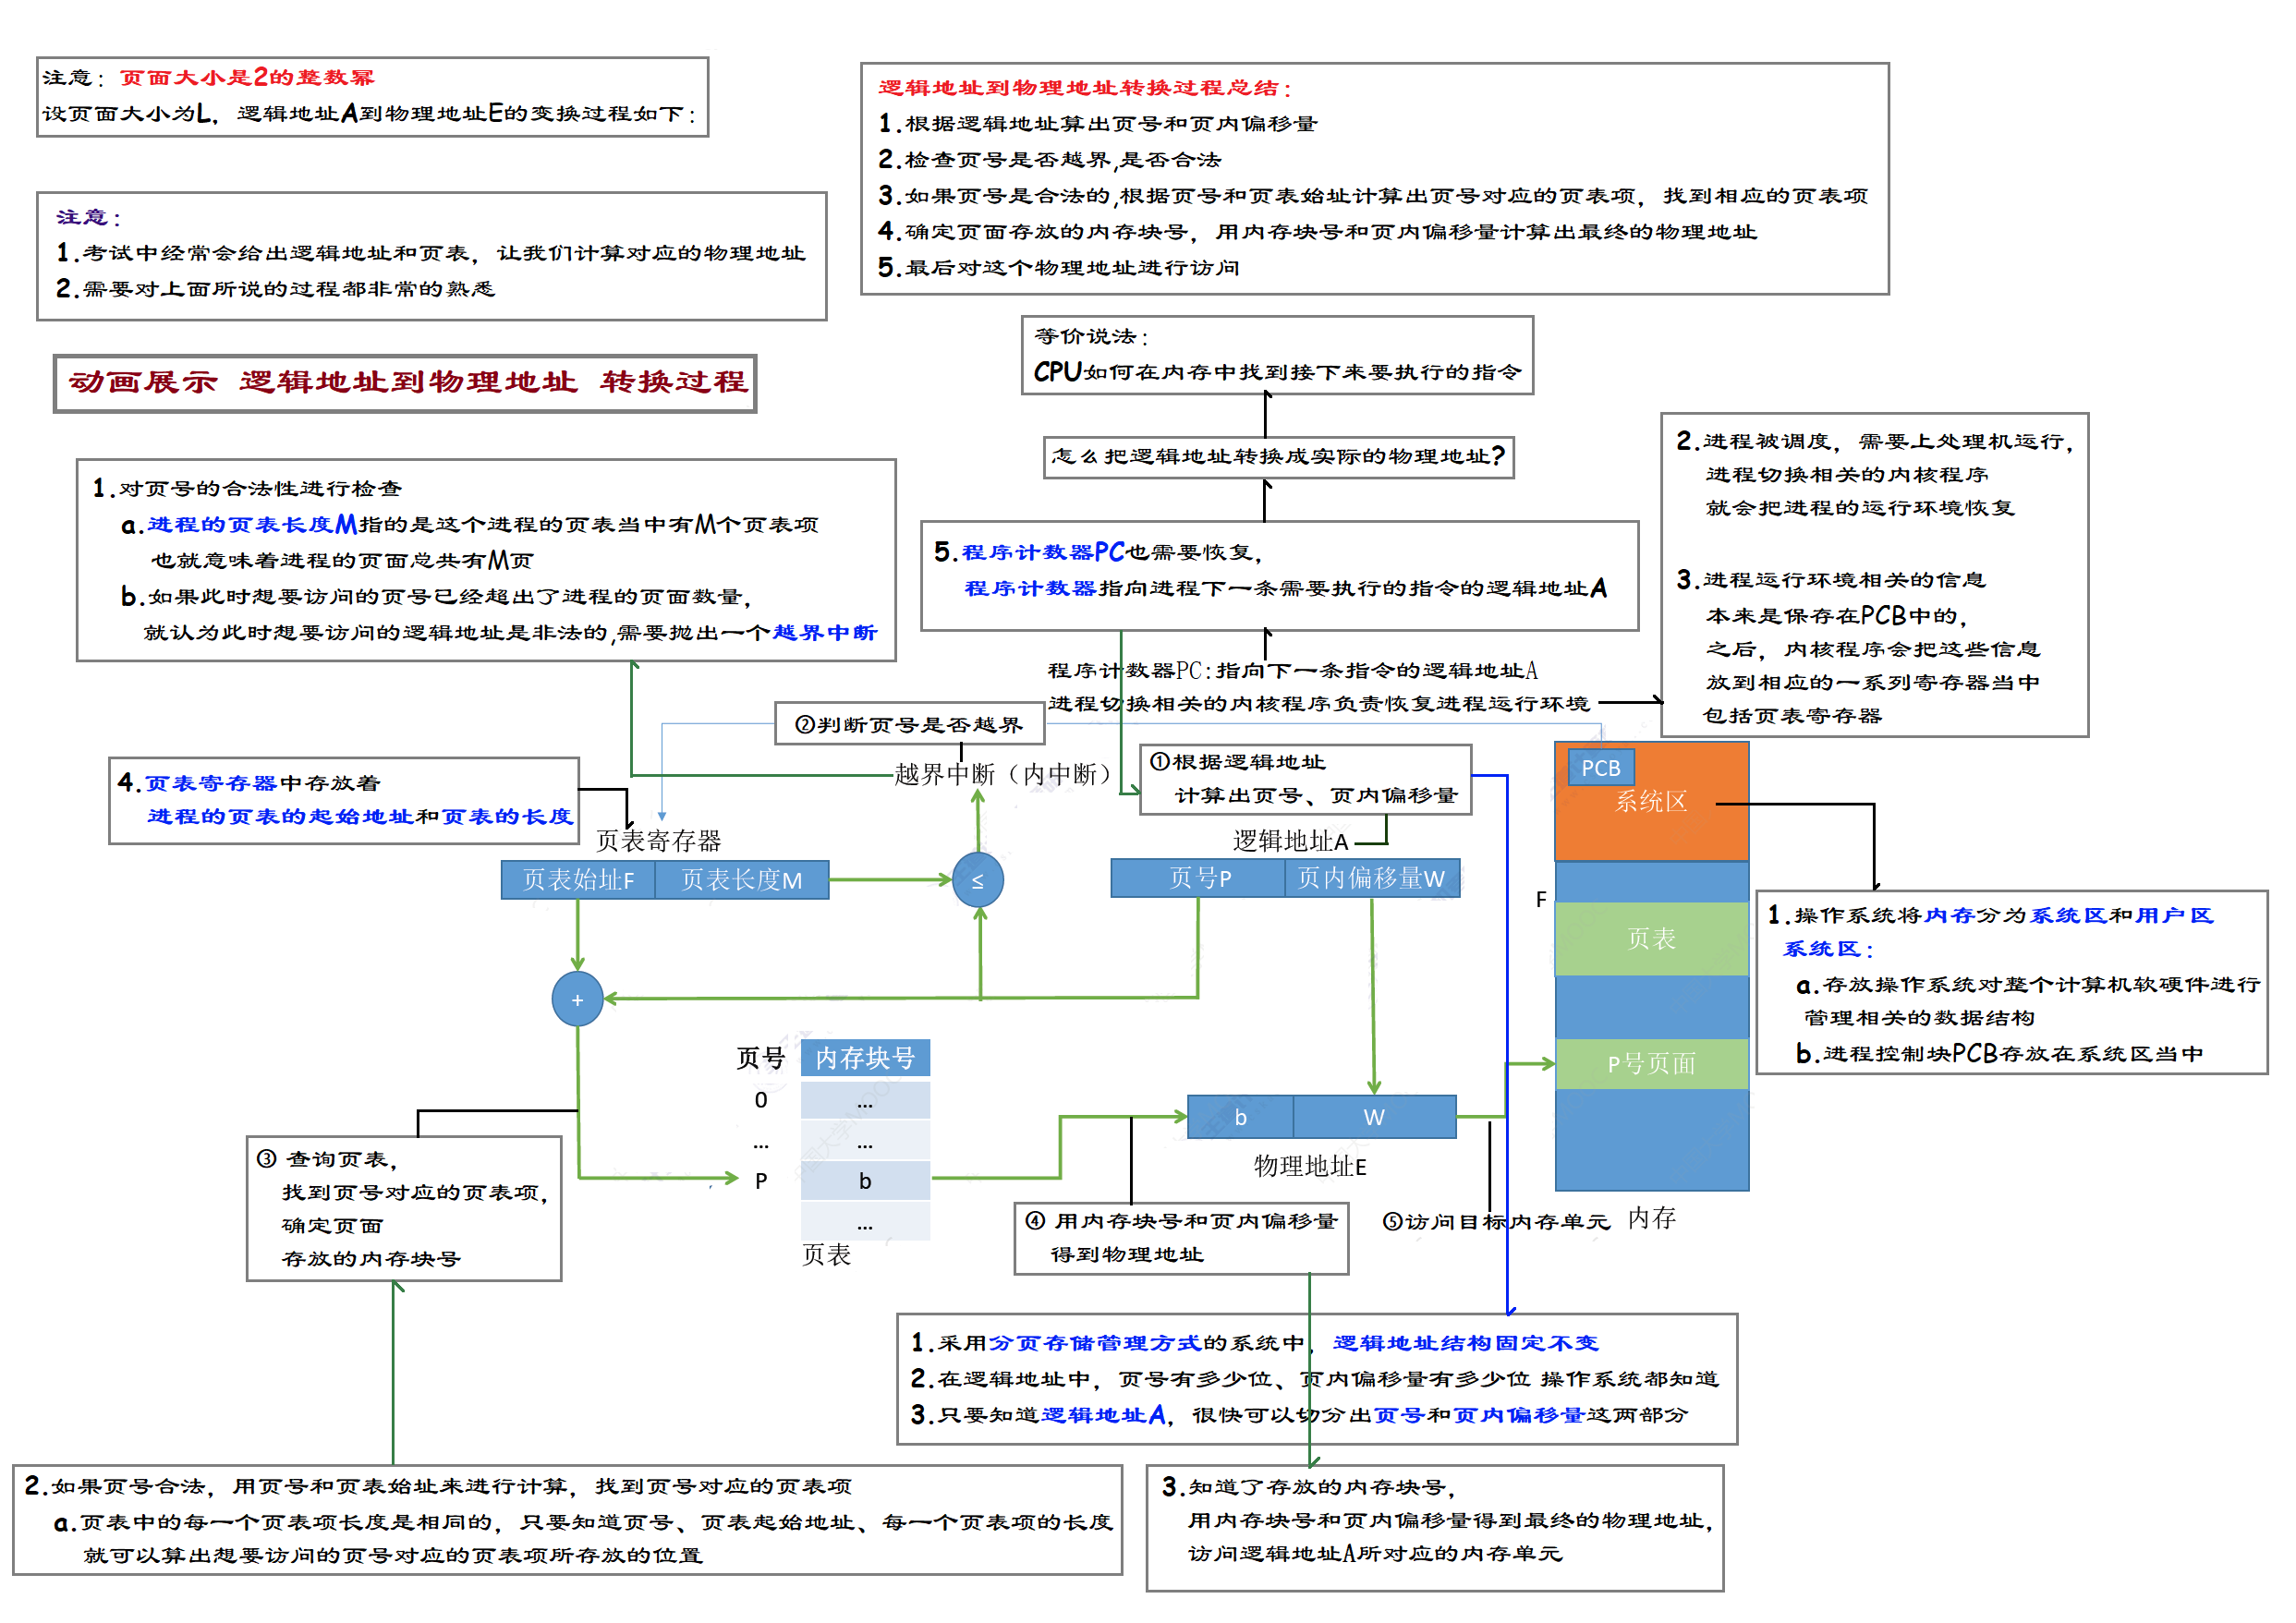 注意：页面大小是2的整数幂
设页面大小为L，逻辑地址A到物理地址E的变换过程如下：
逻辑地址到物理地址转换过程总结：
1.根据逻辑地址算出页号和页内偏移量
2.检查页号是否越界,是否合法
3.如果页号是合法的,根据页号和页表始址计算出页号对应的页表项，找到相应的页表项
4.确定页面存放的内存块号，用内存块号和页内偏移量计算出最终的物理地址
5.最后对这个物理地址进行访问
注意：
1.考试中经常会给出逻辑地址和页表，让我们计算对应的物理地址
2.需要对上面所说的过程都非常的熟悉
等价说法：
CPU如何在内存中找到接下来要执行的指令
动画展示 逻辑地址到物理地址 转换过程
怎么把逻辑地址转换成实际的物理地址?
2.进程被调度，需要上处理机运行，
进程切换相关的内核程序
就会把进程的运行环境恢复
3.进程运行环境相关的信息
本来是保存在PCB中的，
之后，内核程序会把这些信息
放到相应的一系列寄存器当中
包括页表寄存器
1.对页号的合法性进行检查
a.进程的页表长度M指的是这个进程的页表当中有M个页表项
也就意味着进程的页面总共有M页
b.如果此时想要访问的页号已经超出了进程的页面数量，
就认为此时想要访问的逻辑地址是非法的,需要抛出一个越界中断
5.程序计数器PC也需要恢复，
程序计数器指向进程下一条需要执行的指令的逻辑地址A
程序计数器PC：指向下一条指令的逻辑地址A
进程切换相关的内核程序负责恢复进程运行环境
②判断页号是否越界
越界中断（内中断）
①根据逻辑地址
计算出页号、页内偏移量
PCB
系统区
4.页表寄存器中存放着
进程的页表的起始地址和页表的长度
页表寄存器
逻辑地址A
页表始址F
页表长度M
≤
页号P
页内偏移量W
F
页表
1.操作系统将内存分为系统区和用户区
系统区：
a.存放操作系统对整个计算机软硬件进行
管理相关的数据结构
b.进程控制块PCB存放在系统区当中
+
页号
内存块号
P号页面
0
...
...
...
P
b
...
b
W
物理地址E
页表
③ 查询页表，
找到页号对应的页表项，
确定页面
存放的内存块号
④ 用内存块号和页内偏移量
得到物理地址
⑤访问目标内存单元
内存
1.采用分页存储管理方式的系统中，逻辑地址结构固定不变
2.在逻辑地址中，页号有多少位、页内偏移量有多少位 操作系统都知道
3.只要知道逻辑地址A，很快可以切分出页号和页内偏移量这两部分
2.如果页号合法，用页号和页表始址来进行计算，找到页号对应的页表项
a.页表中的每一个页表项长度是相同的，只要知道页号、页表起始地址、每一个页表项的长度
就可以算出想要访问的页号对应的页表项所存放的位置
3.知道了存放的内存块号，
用内存块号和页内偏移量得到最终的物理地址，
访问逻辑地址A所对应的内存单元